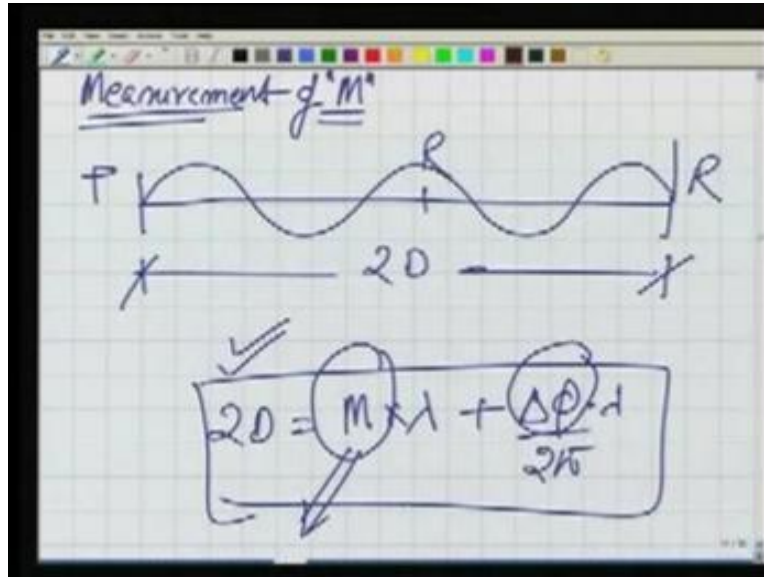 Measurement of "M"
T R R
2D
2D = M × λ + Δφ/2π · λ